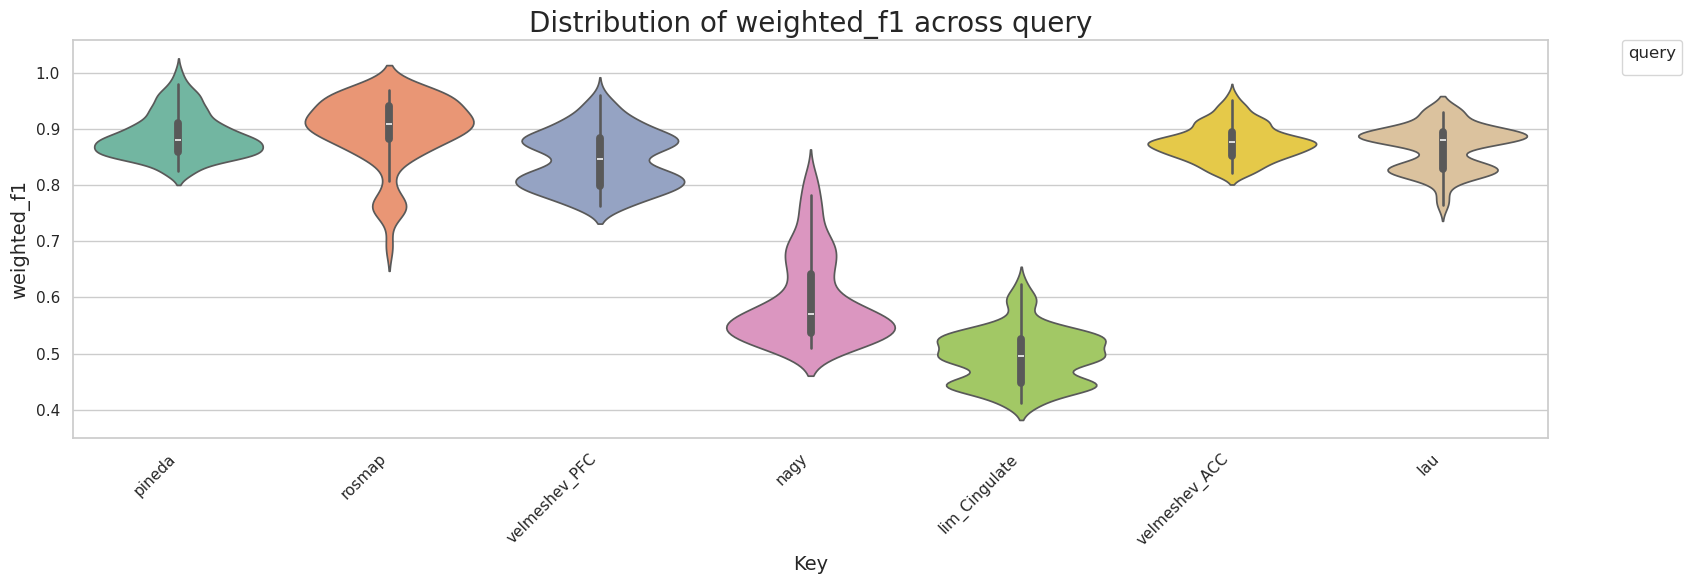 Distribution of weighted_f1 across query
query
weighted_f1
1.0
0.9
0.8
0.7
0.6
0.5
0.4
pineda
rosmap
velmeshev_PFC
nagy
lim_Cingulate
velmeshev_ACC
lau
Key